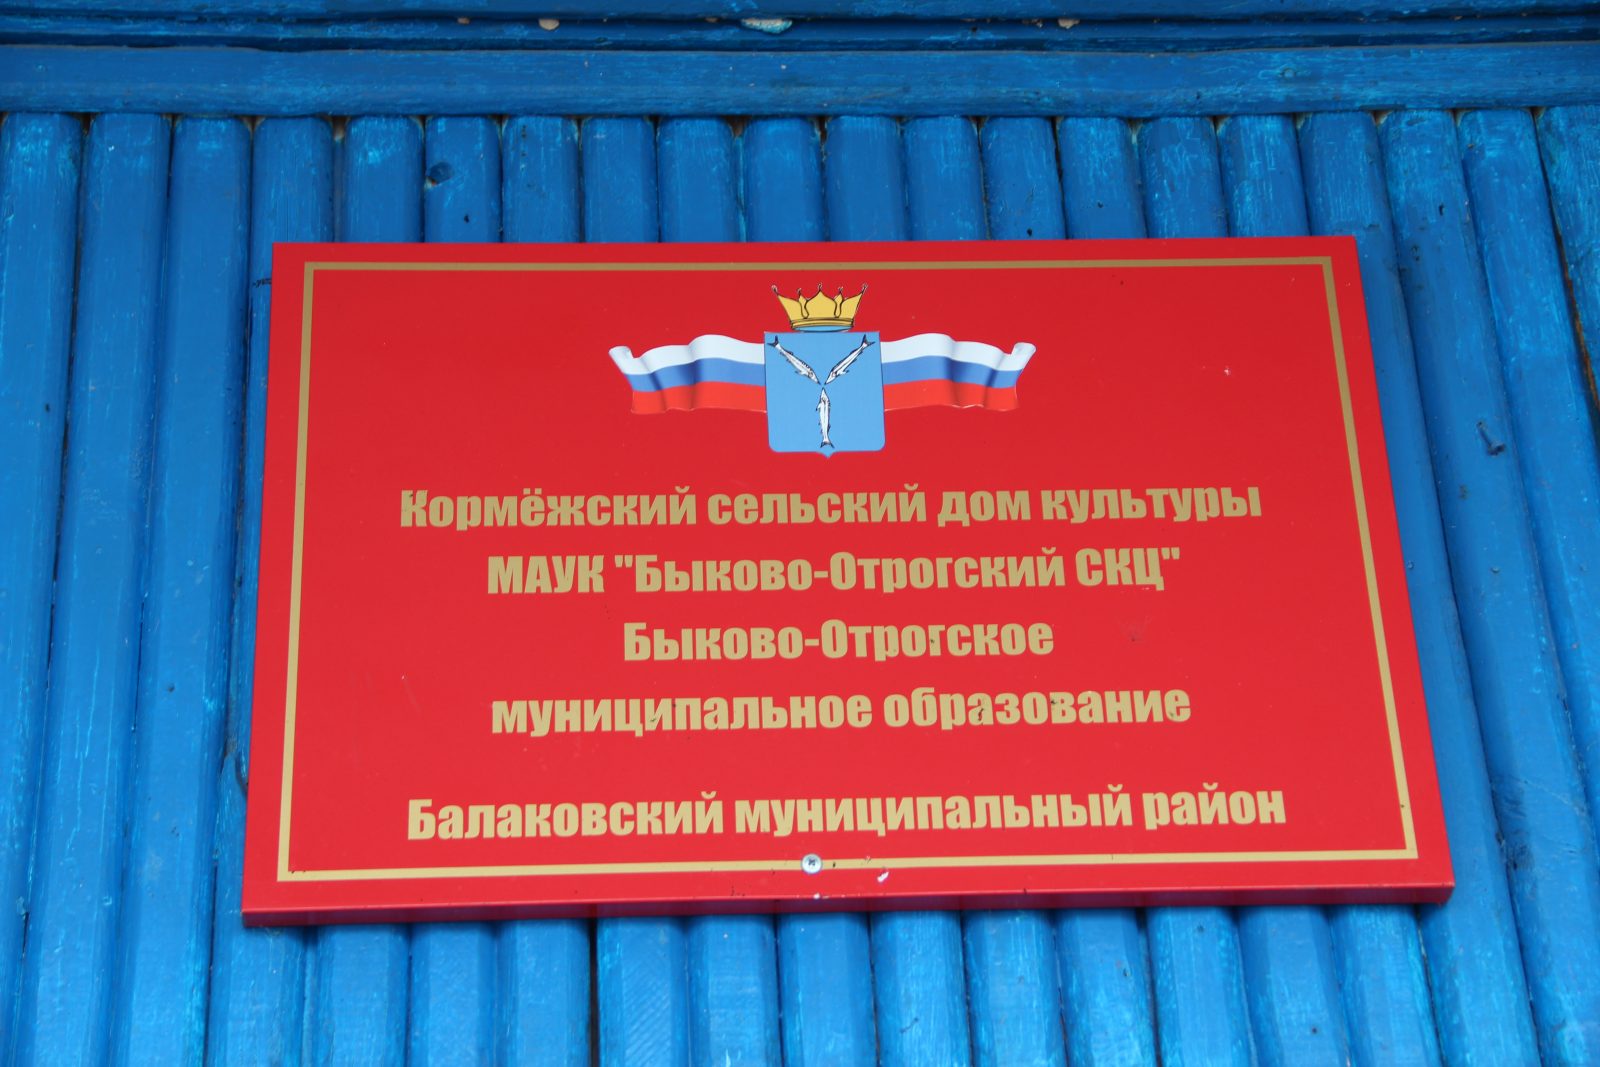 Кормёжский сельский дом культуры
МАУК "Быково-Отрогский СКЦ"
Быково-Отрогское
муниципальное образование
Балаковский муниципальный район